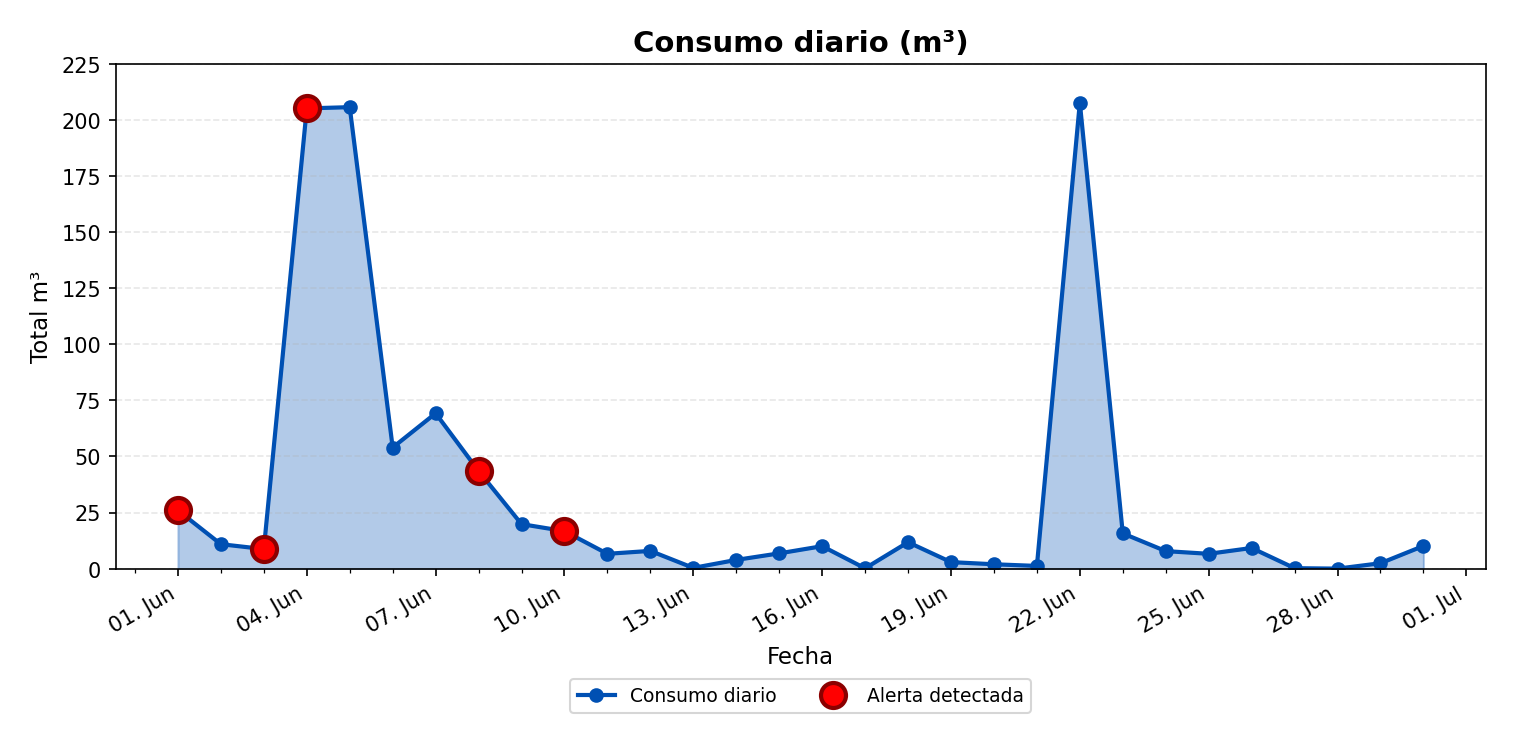 Consumo diario (m³)
225
200
175
150
125
100
75
50
25
0
Total m³
01. Jun
04. Jun
07. Jun
10. Jun
13. Jun
16. Jun
19. Jun
22. Jun
25. Jun
28. Jun
01. Jul
Fecha
Consumo diario
Alerta detectada